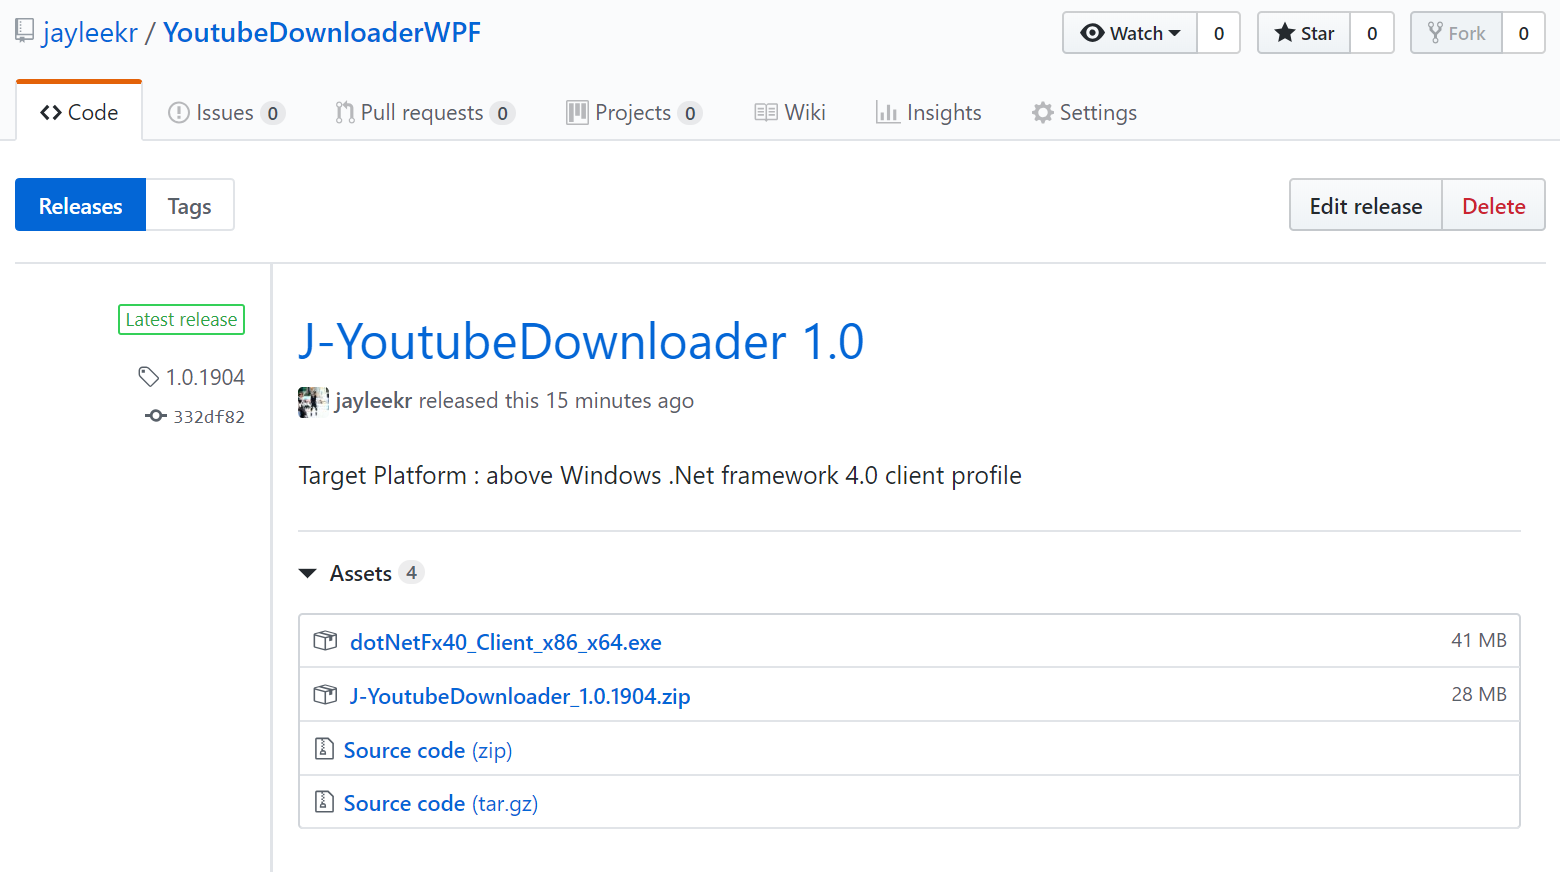 jayleekr / YoutubeDownloaderWPF
Watch 0 Star 0 Fork 0
Code Issues 0 Pull requests 0 Projects 0 Wiki Insights Settings
Releases Tags
Edit release Delete
Latest release
1.0.1904
332df82
J-YoutubeDownloader 1.0
jayleekr released this 15 minutes ago
Target Platform : above Windows .Net framework 4.0 client profile
Assets 4
dotNetFx40_Client_x86_x64.exe 41 MB
J-YoutubeDownloader_1.0.1904.zip 28 MB
Source code (zip)
Source code (tar.gz)